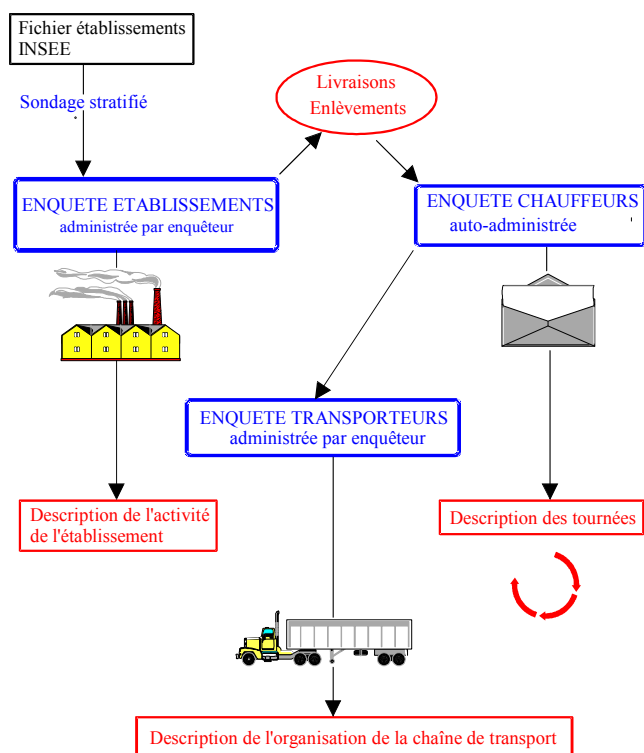 Fichier établissements
INSEE
Sondage stratifié
Livraisons
Enlèvements
ENQUETE ETABLISSEMENTS
administrée par enquêteur
ENQUETE CHAUFFEURS
auto-administrée
ENQUETE TRANSPORTEURS
administrée par enquêteur
Description de l'activité
de l'établissement
Description des tournées
Description de l'organisation de la chaîne de transport